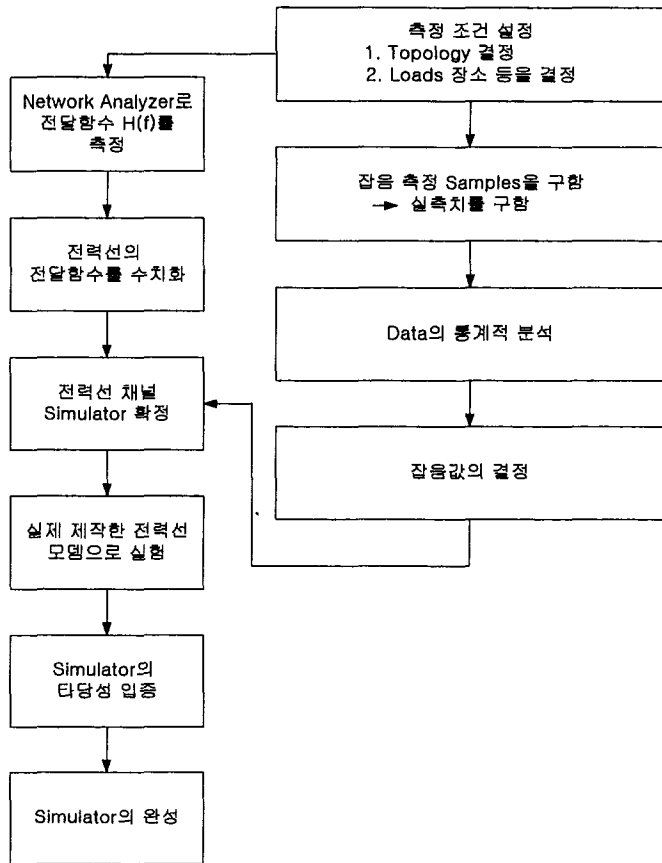 측정 조건 설정
1. Topology 결정
2. Loads 장소 등을 결정
Network Analyzer로
전달함수 H(f)를
측정
잡음 측정 Samples을 구함
→ 실측치를 구함
전력선의
전달함수를 수치화
Data의 통계적 분석
전력선 채널
Simulator 확정
잡음값의 결정
실제 제작한 전력선
모뎀으로 실험
Simulator의
타당성 입증
Simulator의 완성